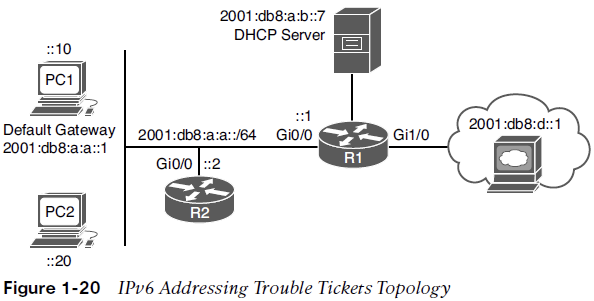 2001:db8:a:b::7
DHCP Server
::10
PC1
Default Gateway
2001:db8:a:a::1
2001:db8:a:a::/64
::1
Gi0/0
Gi1/0
R1
2001:db8:d::1
Gi0/0
::2
R2
PC2
::20
Figure 1-20 IPv6 Addressing Trouble Tickets Topology